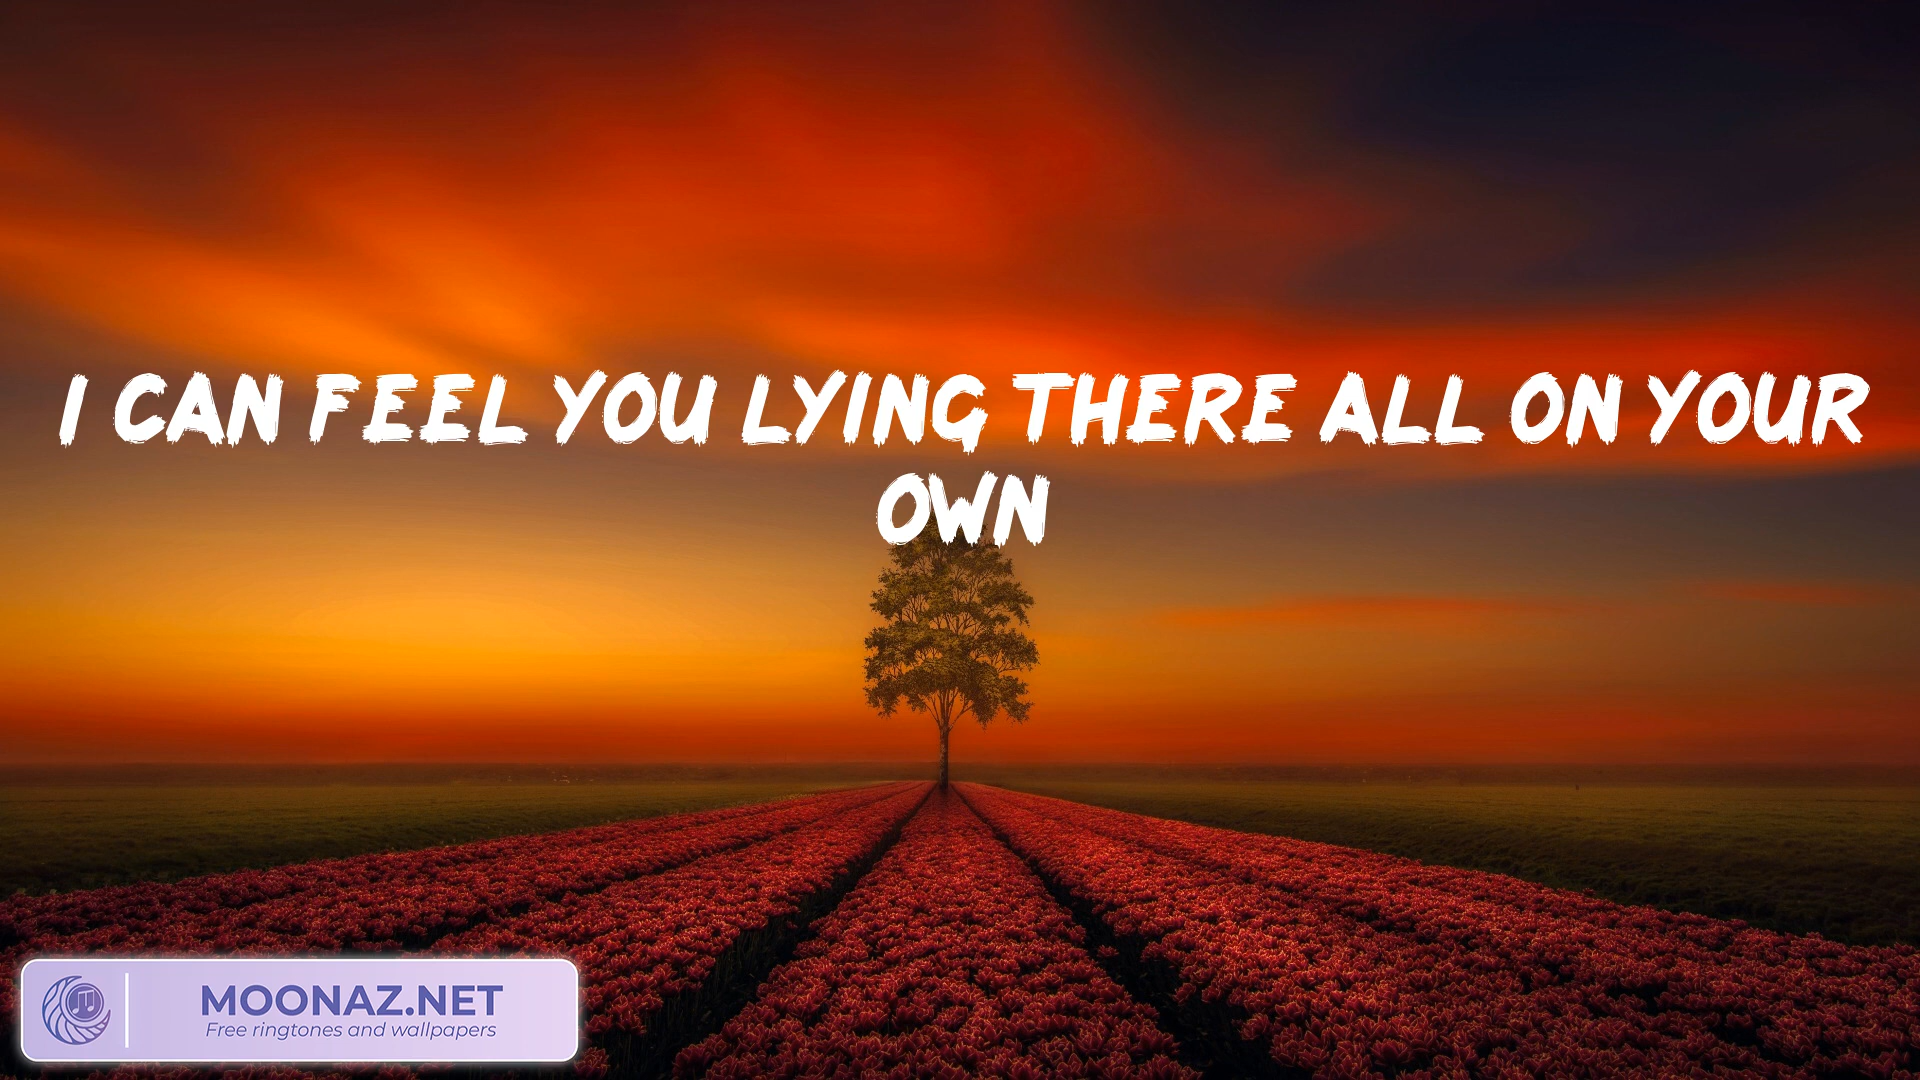 I CAN FEEL YOU LYING THERE ALL ON YOUR
OWN
MOONAZ.NET
Free ringtones and wallpapers